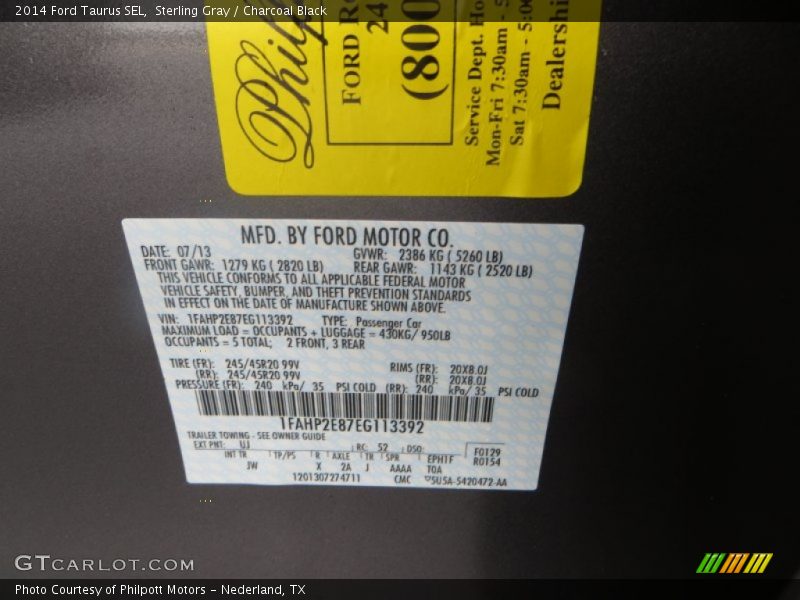 2014 Ford Taurus SEL,  Sterling Gray / Charcoal Black
FORD
24
(800
Service Dept. Ho
Mon-Fri 7:30am -
Sat 7:30am - 5:00
MFD. BY FORD MOTOR CO.
DATE: 07/13 GVWR: 2386 KG ( 5260 LB)
FRONT GAWR: 1279 KG ( 2820 LB) REAR GAWR: 1143 KG ( 2520 LB)
THIS VEHICLE CONFORMS TO ALL APPLICABLE FEDERAL MOTOR
VEHICLE SAFETY, BUMPER, AND THEFT PREVENTION STANDARDS
IN EFFECT ON THE DATE OF MANUFACTURE SHOWN ABOVE.
VIN: 1FAHP2E87EG113392 TYPE: Passenger Car
MAXIMUM LOAD = OCCUPANTS + LUGGAGE = 430KG/ 950LB
OCCUPANTS = 5 TOTAL; 2 FRONT, 3 REAR
TIRE (FR): 245/45R20 99V RIMS (FR): 20X8.0J
(RR): 245/45R20 99V (RR): 20X8.0J
PRESSURE (FR): 240 kPa/ 35 PSI COLD (RR): 240 kPa/ 35 PSI COLD
1FAHP2E87EG113392
TRAILER TOWING - SEE OWNER GUIDE
EXT PNT: UJ RC: 52 DSO: F0129
INT TR TP/PS R AXLE TR SPR EPH1F R0154
JW X 2A J AAAA TOA
1201307274711 CMC 5U5A-5420472-AA
GTCARLOT.COM
Photo Courtesy of Philpott Motors - Nederland, TX